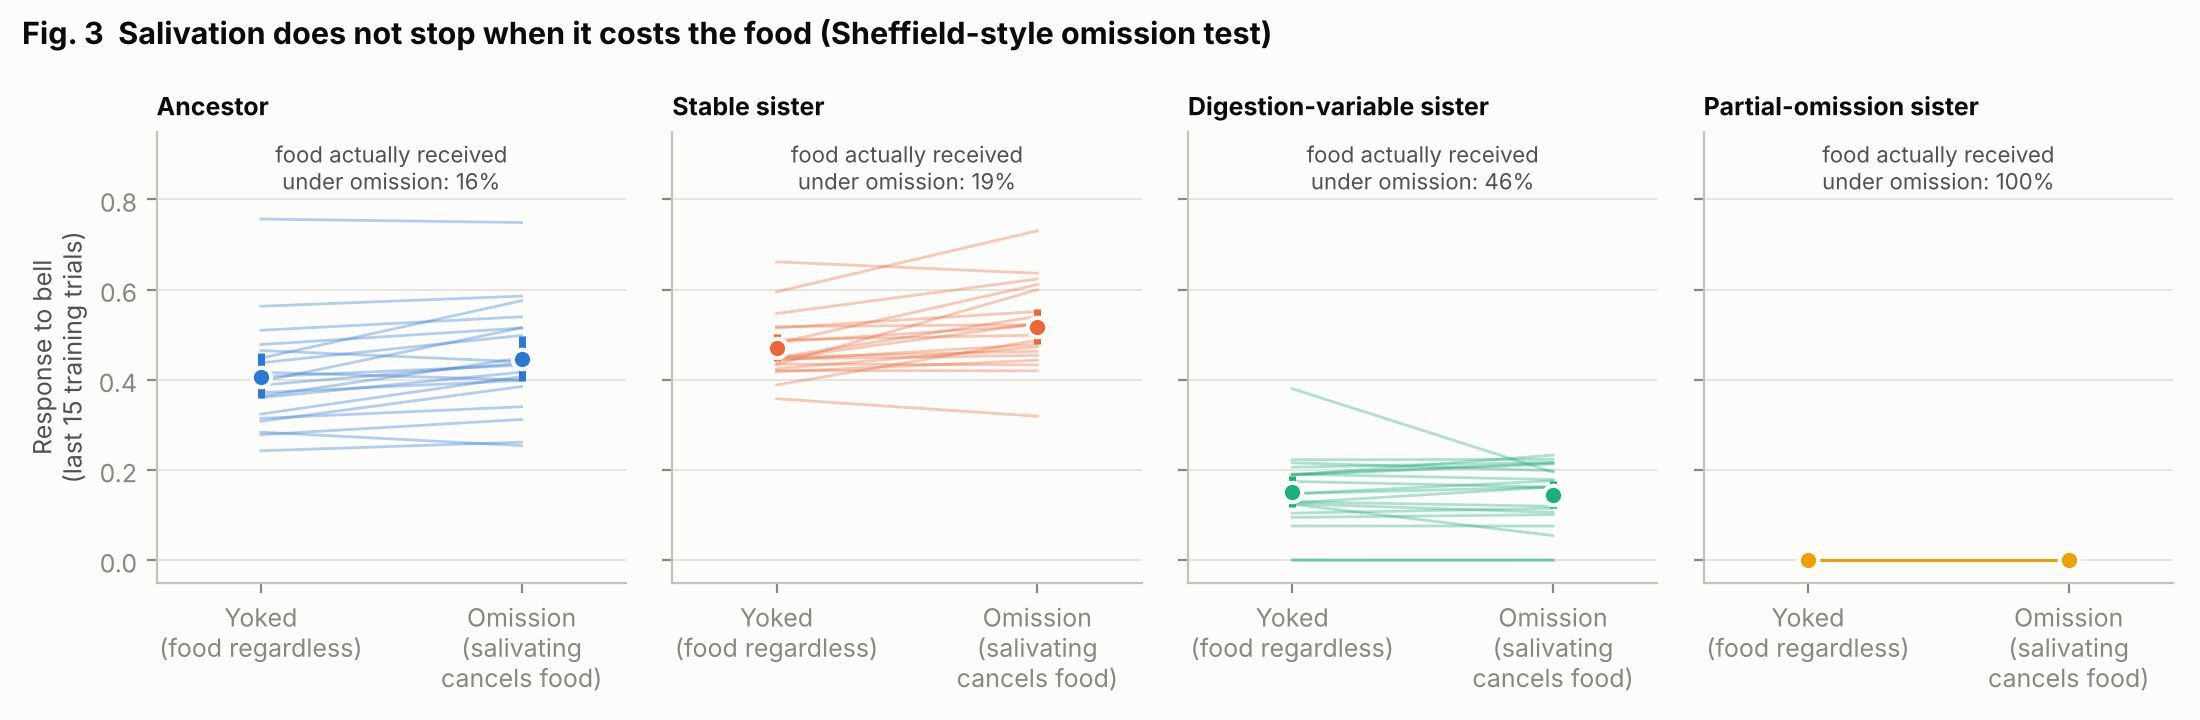 Fig. 3 Salivation does not stop when it costs the food (Sheffield-style omission test)
Ancestor
Stable sister
Digestion-variable sister
Partial-omission sister
food actually received
under omission: 16%
food actually received
under omission: 19%
food actually received
under omission: 46%
food actually received
under omission: 100%
Response to bell
(last 15 training trials)
0.8
0.6
0.4
0.2
0.0
Yoked
(food regardless)
Omission
(salivating
cancels food)
Yoked
(food regardless)
Omission
(salivating
cancels food)
Yoked
(food regardless)
Omission
(salivating
cancels food)
Yoked
(food regardless)
Omission
(salivating
cancels food)